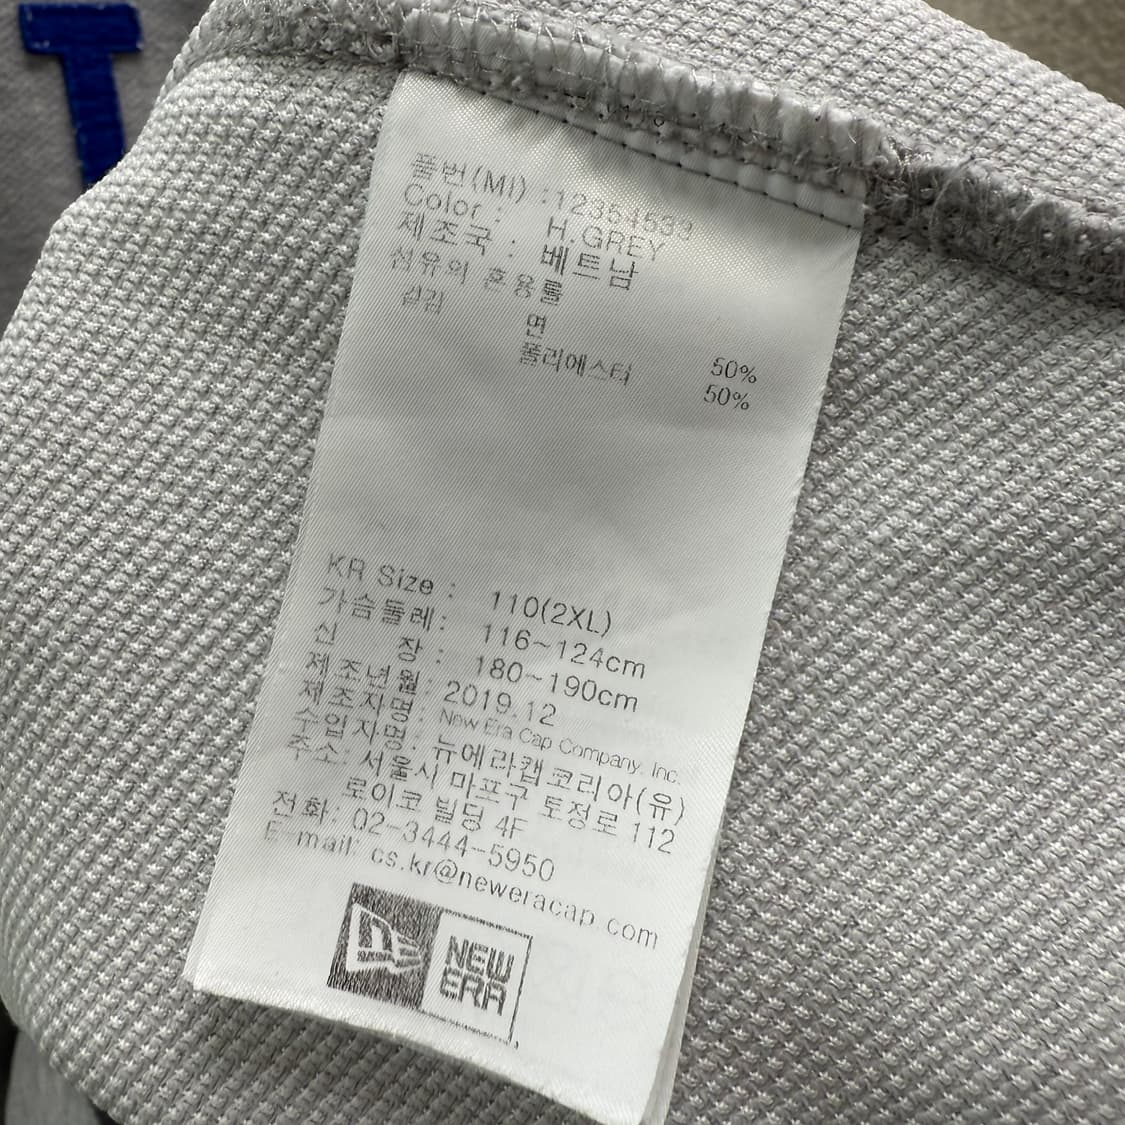 품번(MI) : 12354533
Color : H.GREY
제조국 : 베트남
섬유의 혼용률
겉감
면 50%
폴리에스터 50%
KR Size : 110(2XL)
가슴둘레: 116~124cm
신 장 : 180~190cm
제조년월: 2019.12
제조자명: New Era Cap Company, Inc.
수입자명: 뉴에라캡코리아(유)
주소: 서울시 마포구 토정로 112
로이코 빌딩 4F
전화: 02-3444-5950
E-mail: cs.kr@neweracap.com
NEW
ERA